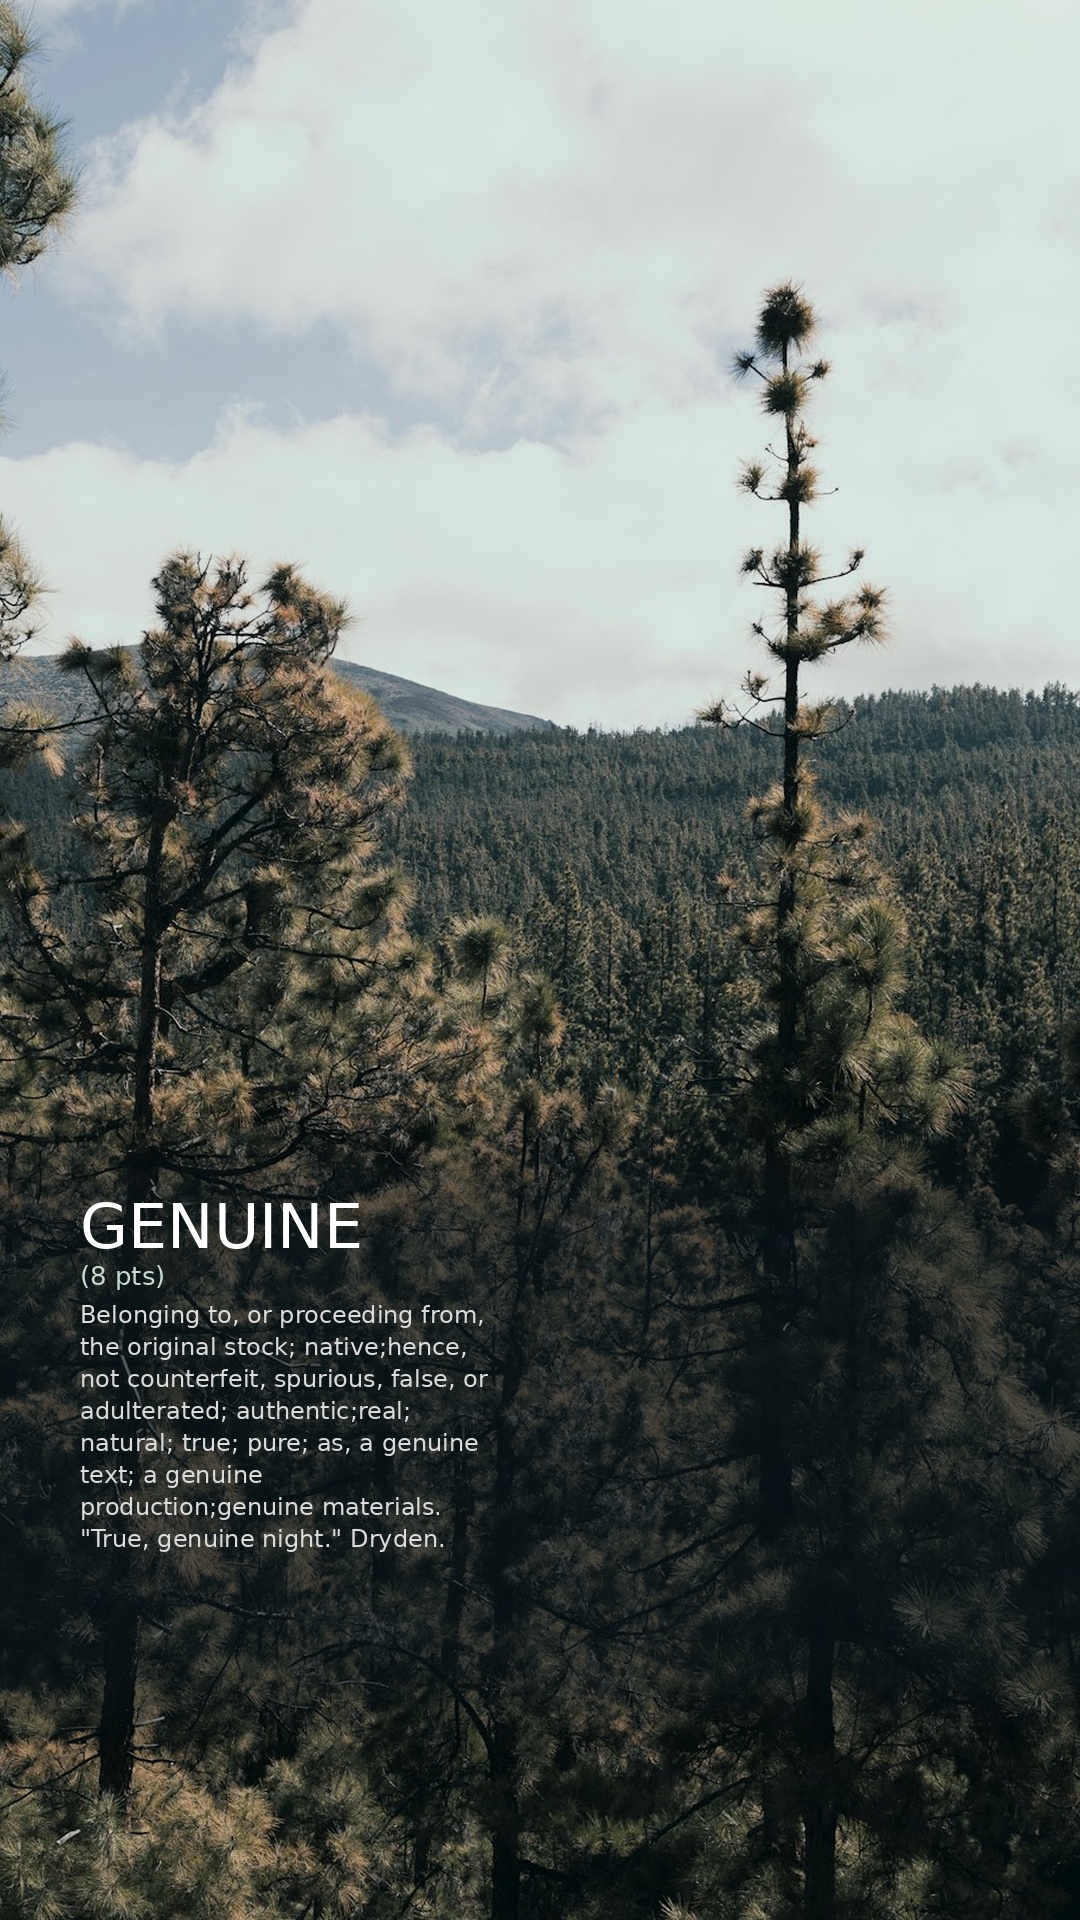 GENUINE
(8 pts)
Belonging to, or proceeding from,
the original stock; native;hence,
not counterfeit, spurious, false, or
adulterated; authentic;real;
natural; true; pure; as, a genuine
text; a genuine
production;genuine materials.
"True, genuine night." Dryden.